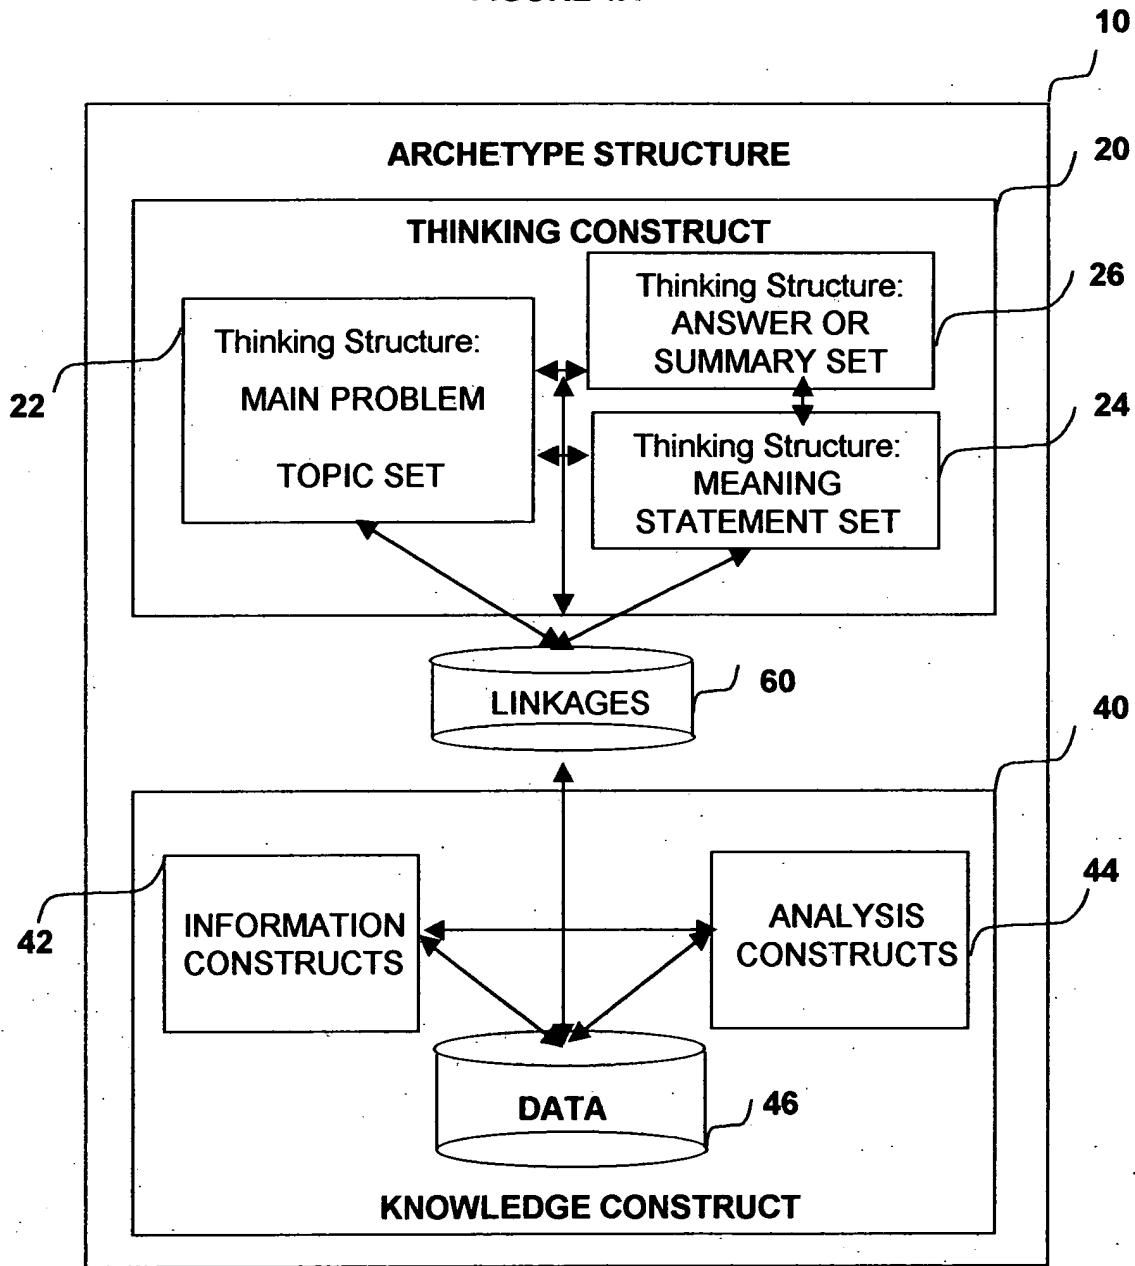 10
ARCHETYPE STRUCTURE
20
THINKING CONSTRUCT
Thinking Structure:
ANSWER OR
SUMMARY SET
26
Thinking Structure:
MAIN PROBLEM
TOPIC SET
22
Thinking Structure:
MEANING
STATEMENT SET
24
LINKAGES
60
40
INFORMATION
CONSTRUCTS
42
ANALYSIS
CONSTRUCTS
44
DATA
46
KNOWLEDGE CONSTRUCT